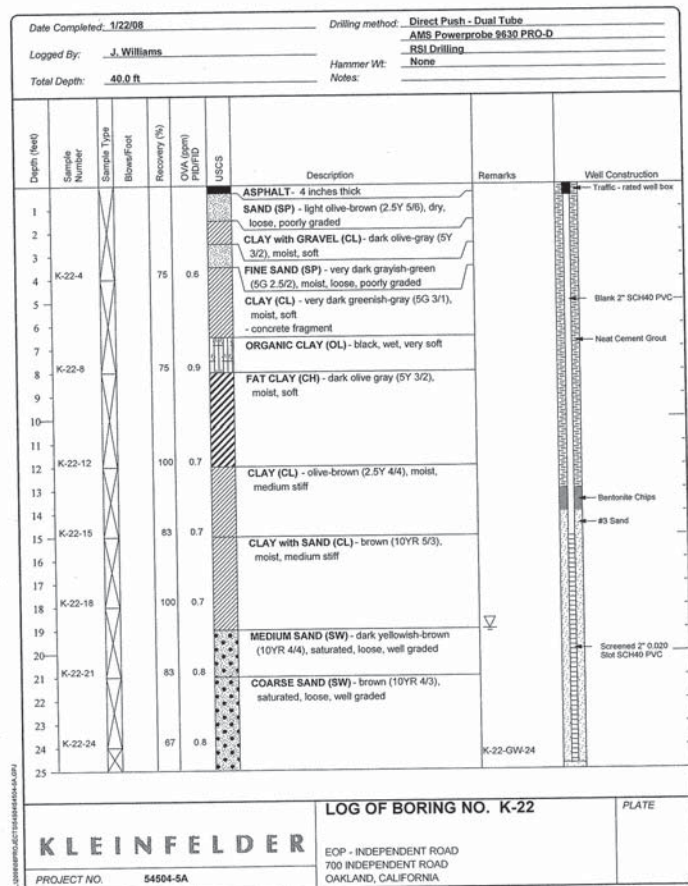 Date Completed: 1/22/08
Drilling method: Direct Push - Dual Tube
AMS Powerprobe 9630 PRO-D
Logged By: J. Williams
RSI Drilling
Hammer Wt: None
Total Depth: 40.0 ft
Notes:
Depth (feet)
Sample Number
Sample Type
Blows/Foot
Recovery (%)
OVA (ppm) PID/FID
USCS
Description
Remarks
Well Construction
ASPHALT - 4 inches thick
Traffic - rated well box
1
SAND (SP) - light olive-brown (2.5Y 5/6), dry,
loose, poorly graded
2
CLAY with GRAVEL (CL) - dark olive-gray (5Y
3/2), moist, soft
3
FINE SAND (SP) - very dark grayish-green
(5G 2.5/2), moist, loose, poorly graded
K-22-4 75 0.6
4
5
CLAY (CL) - very dark greenish-gray (5G 3/1),
moist, soft
- concrete fragment
Blank 2" SCH40 PVC
6
Neat Cement Grout
7
ORGANIC CLAY (OL) - black, wet, very soft
K-22-8 75 0.9
8
FAT CLAY (CH) - dark olive gray (5Y 3/2),
moist, soft
9
10
11
K-22-12 100 0.7
12
CLAY (CL) - olive-brown (2.5Y 4/4), moist,
medium stiff
13
Bentonite Chips
14
#3 Sand
K-22-15 83 0.7
15
CLAY with SAND (CL) - brown (10YR 5/3),
moist, medium stiff
16
17
K-22-18 100 0.7
18
19
MEDIUM SAND (SW) - dark yellowish-brown
(10YR 4/4), saturated, loose, well graded
20
Screened 2" 0.020
Slot SCH40 PVC
K-22-21 83 0.8
21
COARSE SAND (SW) - brown (10YR 4/3),
saturated, loose, well graded
22
23
K-22-24 67 0.8
24
K-22-GW-24
25
KLEINFELDER
PROJECT NO. 54504-5A
LOG OF BORING NO. K-22
EOP - INDEPENDENT ROAD
700 INDEPENDENT ROAD
OAKLAND, CALIFORNIA
PLATE